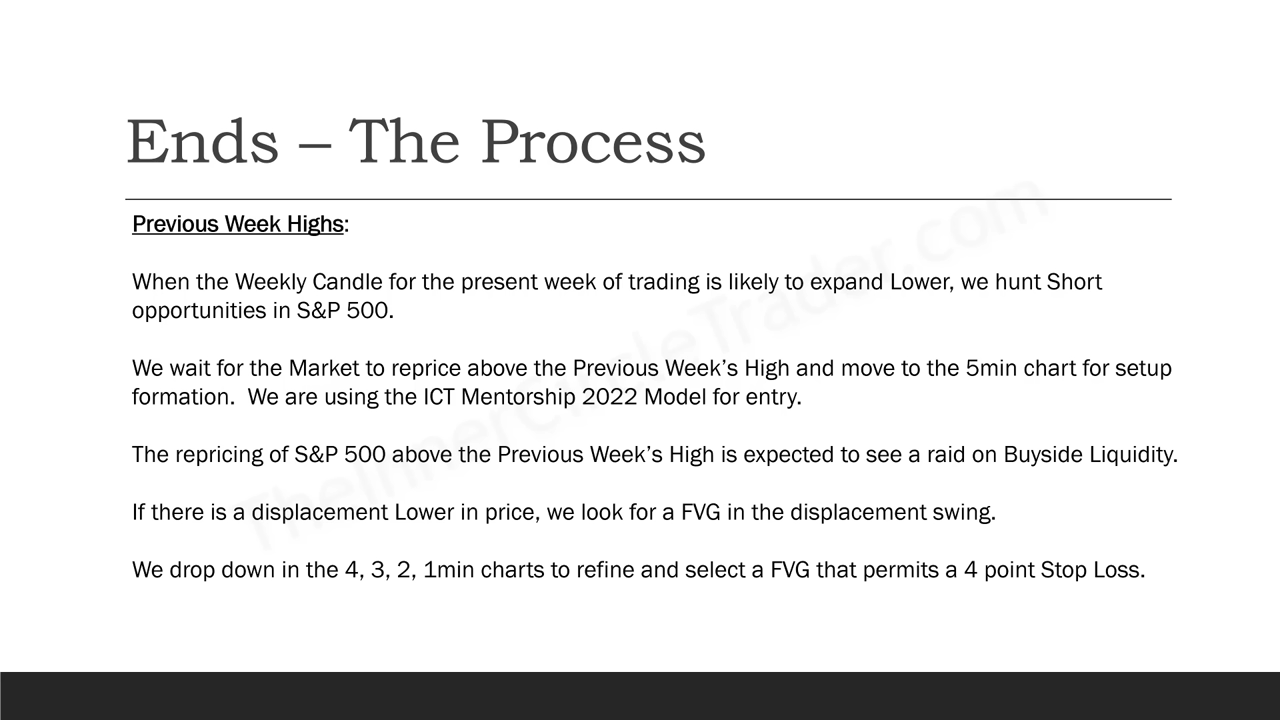 Ends – The Process
Previous Week Highs:
When the Weekly Candle for the present week of trading is likely to expand Lower, we hunt Short
opportunities in S&P 500.
We wait for the Market to reprice above the Previous Week’s High and move to the 5min chart for setup
formation.  We are using the ICT Mentorship 2022 Model for entry.
The repricing of S&P 500 above the Previous Week’s High is expected to see a raid on Buyside Liquidity.
If there is a displacement Lower in price, we look for a FVG in the displacement swing.
We drop down in the 4, 3, 2, 1min charts to refine and select a FVG that permits a 4 point Stop Loss.
TheInnerCircleTrader.com